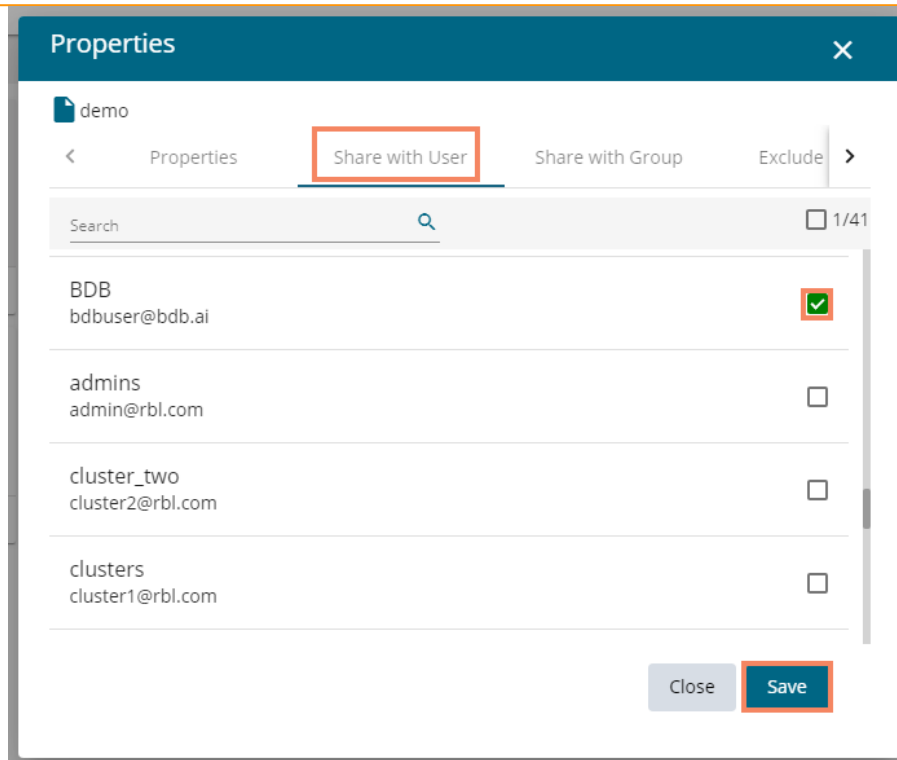 Properties
demo
Properties Share with User Share with Group Exclude
Search 1/41
BDB
bdbuser@bdb.ai
admins
admin@rbl.com
cluster_two
cluster2@rbl.com
clusters
cluster1@rbl.com
Close Save